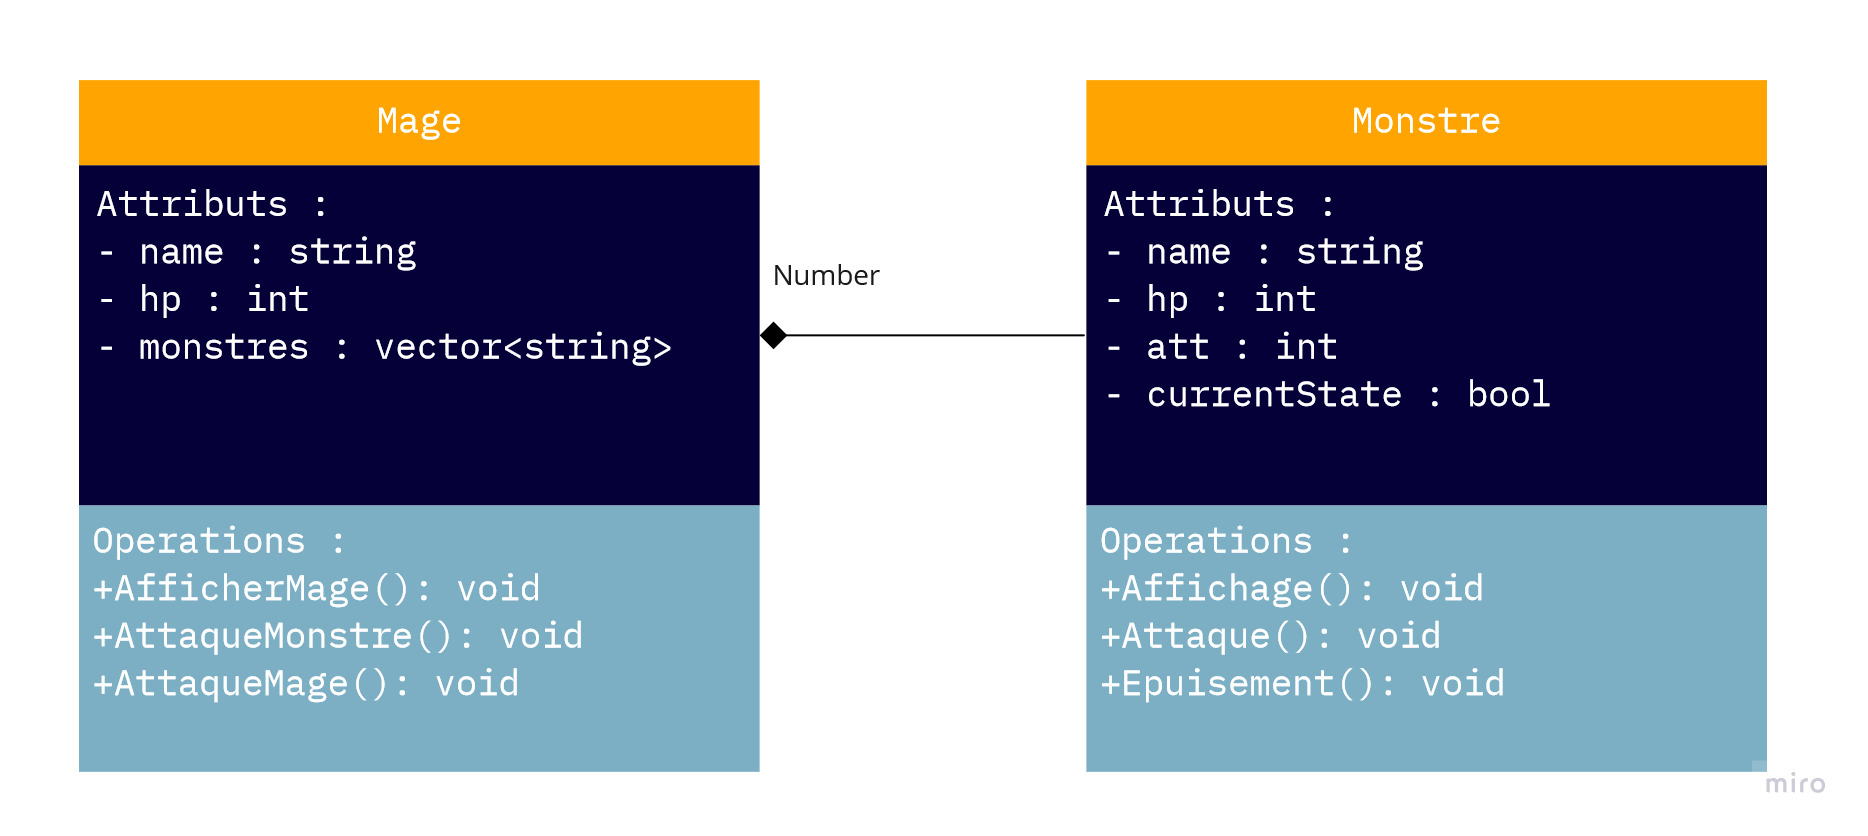 Mage
Attributs :
- name : string
- hp : int
- monstres : vector<string>
Operations :
+AfficherMage(): void
+AttaqueMonstre(): void
+AttaqueMage(): void
Number
Monstre
Attributs :
- name : string
- hp : int
- att : int
- currentState : bool
Operations :
+Affichage(): void
+Attaque(): void
+Epuisement(): void
miro